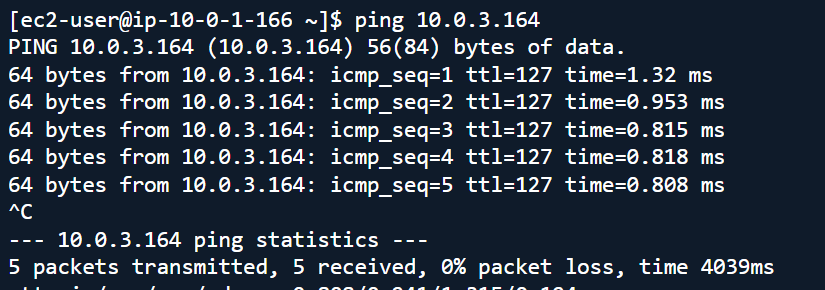 [ec2-user@ip-10-0-1-166 ~]$ ping 10.0.3.164
PING 10.0.3.164 (10.0.3.164) 56(84) bytes of data.
64 bytes from 10.0.3.164: icmp_seq=1 ttl=127 time=1.32 ms
64 bytes from 10.0.3.164: icmp_seq=2 ttl=127 time=0.953 ms
64 bytes from 10.0.3.164: icmp_seq=3 ttl=127 time=0.815 ms
64 bytes from 10.0.3.164: icmp_seq=4 ttl=127 time=0.818 ms
64 bytes from 10.0.3.164: icmp_seq=5 ttl=127 time=0.808 ms
^C
--- 10.0.3.164 ping statistics ---
5 packets transmitted, 5 received, 0% packet loss, time 4039ms